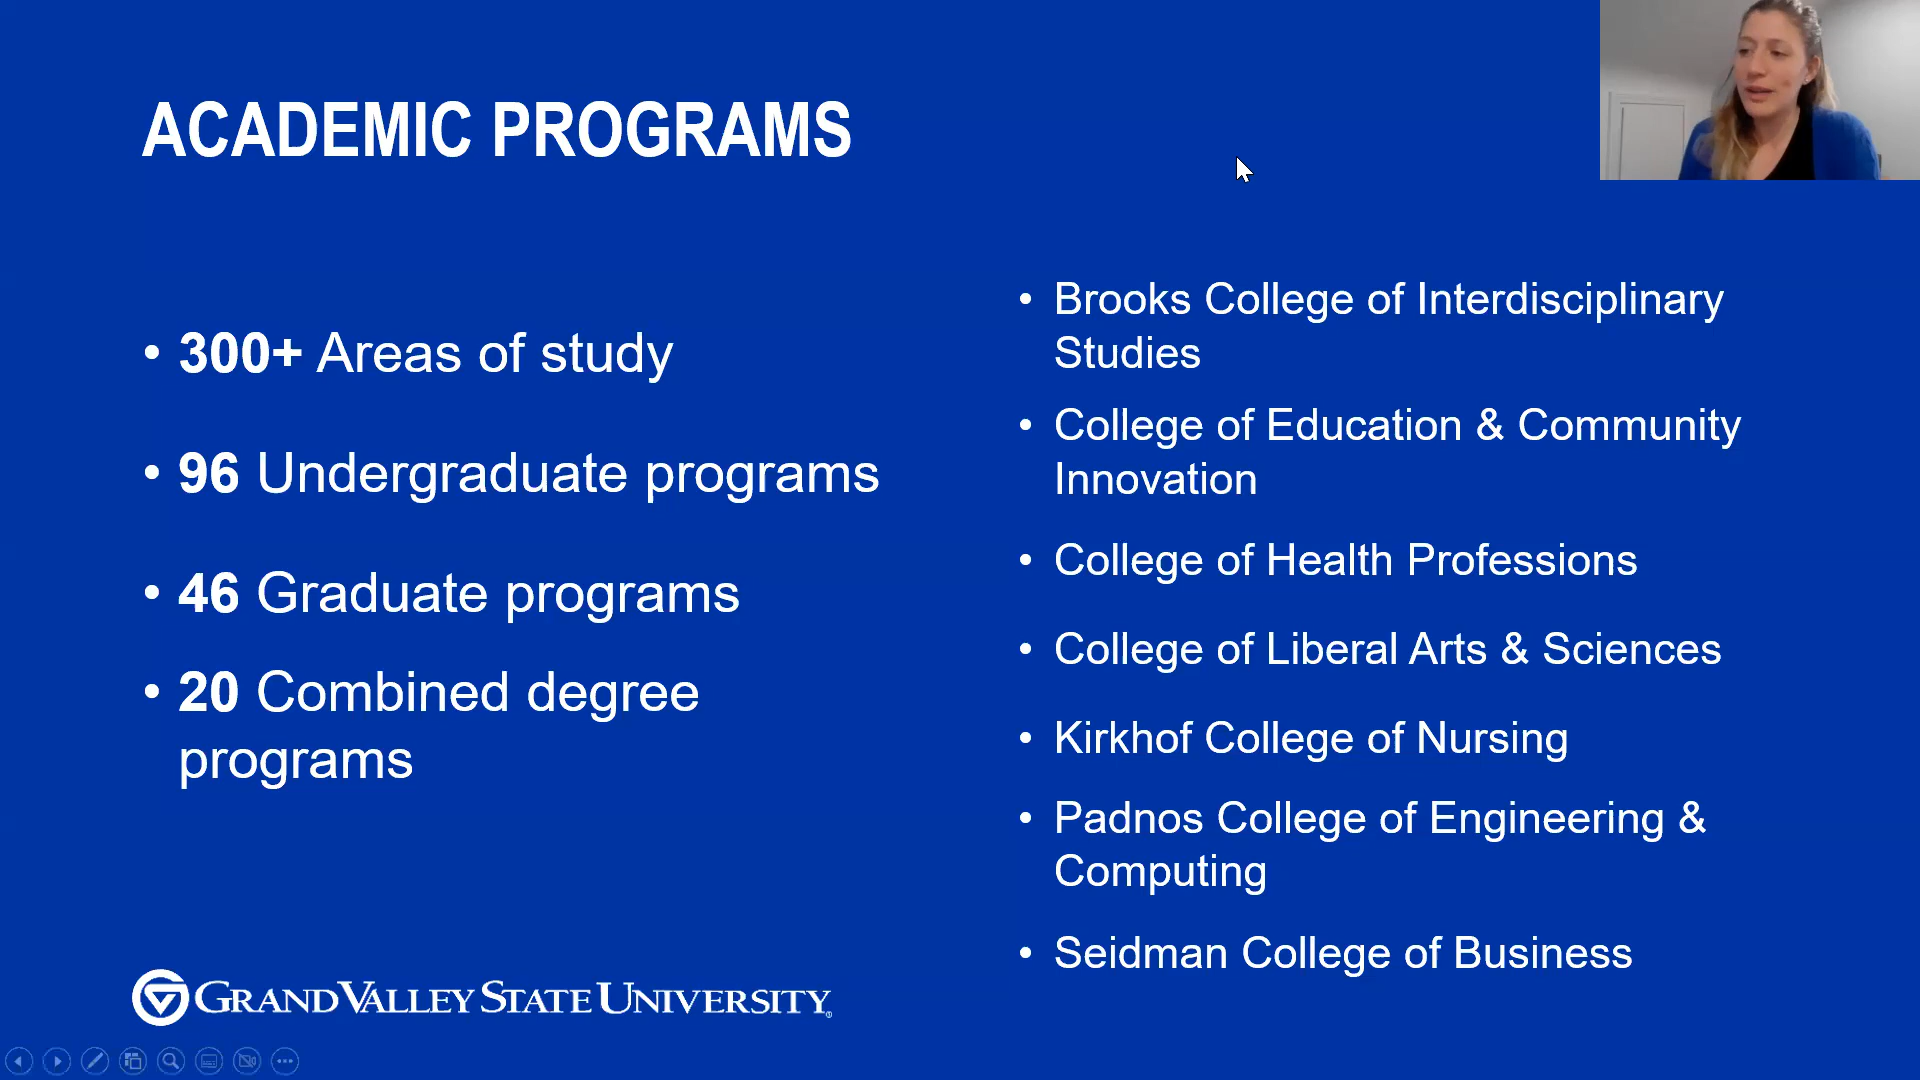 ACADEMIC PROGRAMS
• 300+ Areas of study
• 96 Undergraduate programs
• 46 Graduate programs
• 20 Combined degree
programs
• Brooks College of Interdisciplinary
Studies
• College of Education & Community
Innovation
• College of Health Professions
• College of Liberal Arts & Sciences
• Kirkhof College of Nursing
• Padnos College of Engineering &
Computing
• Seidman College of Business
GRAND VALLEY STATE UNIVERSITY®